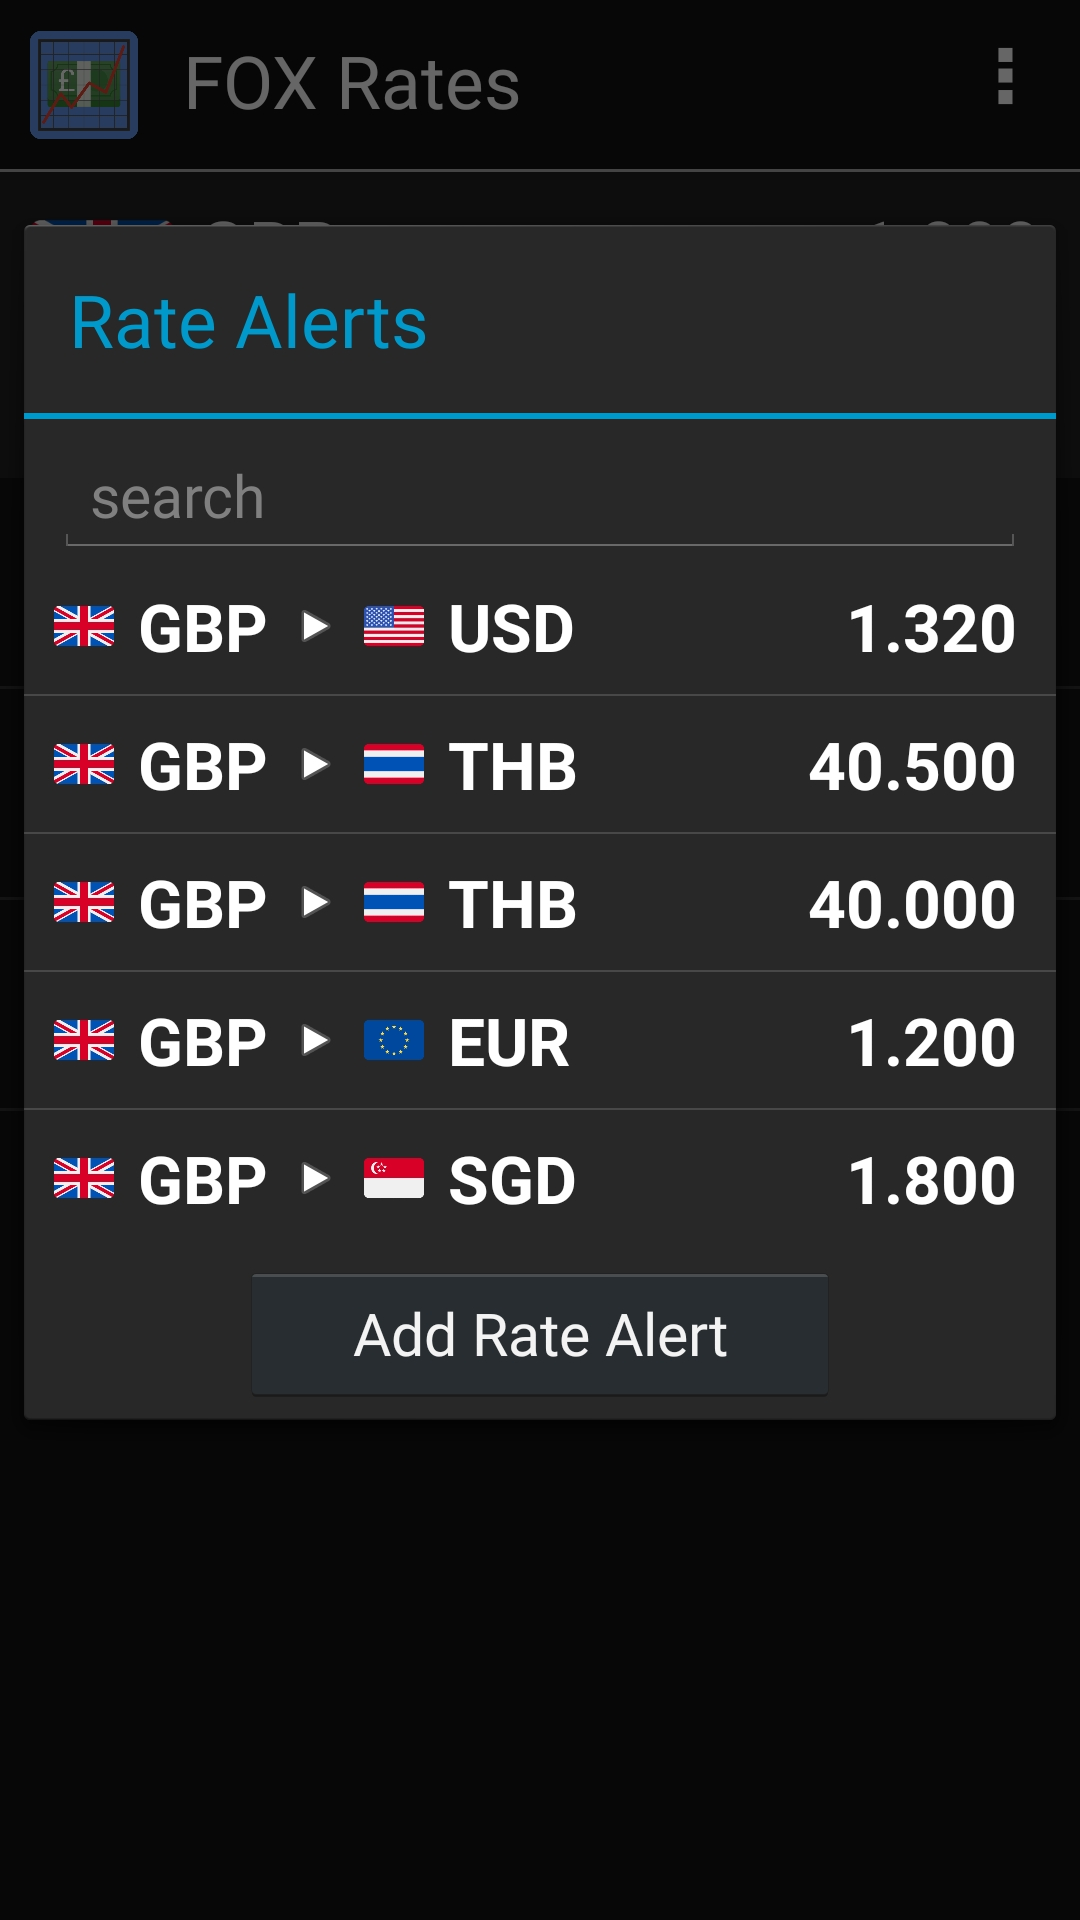 FOX Rates
Rate Alerts
search
GBP USD 1.320
GBP THB 40.500
GBP THB 40.000
GBP EUR 1.200
GBP SGD 1.800
Add Rate Alert